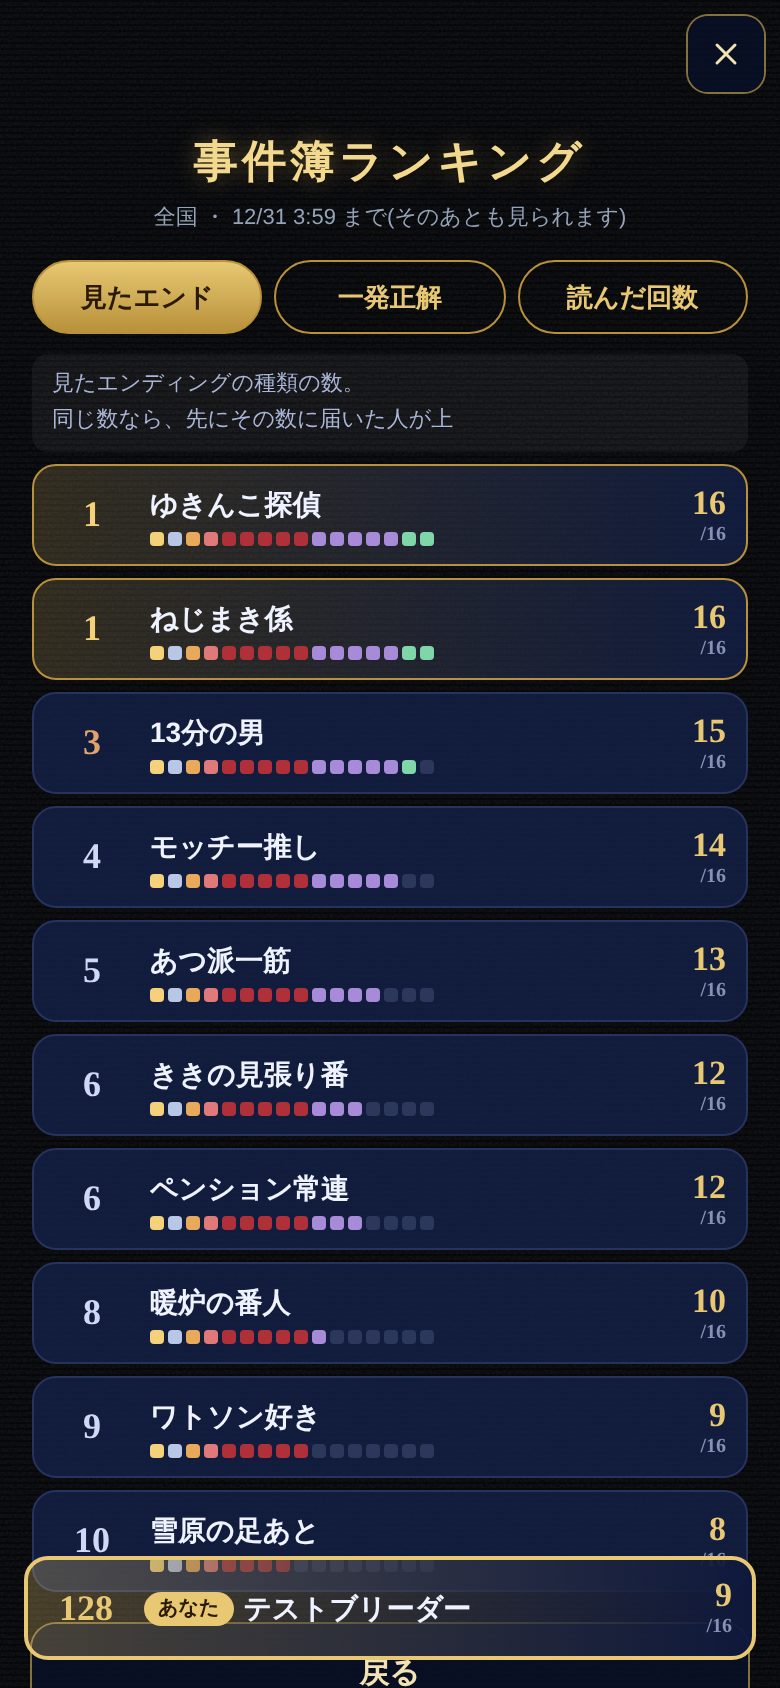 事件簿ランキング
全国 ・ 12/31 3:59 まで(そのあとも見られます)
見たエンド
一発正解
読んだ回数
見たエンディングの種類の数。
同じ数なら、先にその数に届いた人が上
1 ゆきんこ探偵 16
/16
1 ねじまき係 16
/16
3 13分の男 15
/16
4 モッチー推し 14
/16
5 あつ派一筋 13
/16
6 ききの見張り番 12
/16
6 ペンション常連 12
/16
8 暖炉の番人 10
/16
9 ワトソン好き 9
/16
10 雪原の足あと 8
/16
128 あなた テストブリーダー 9
/16
戻る